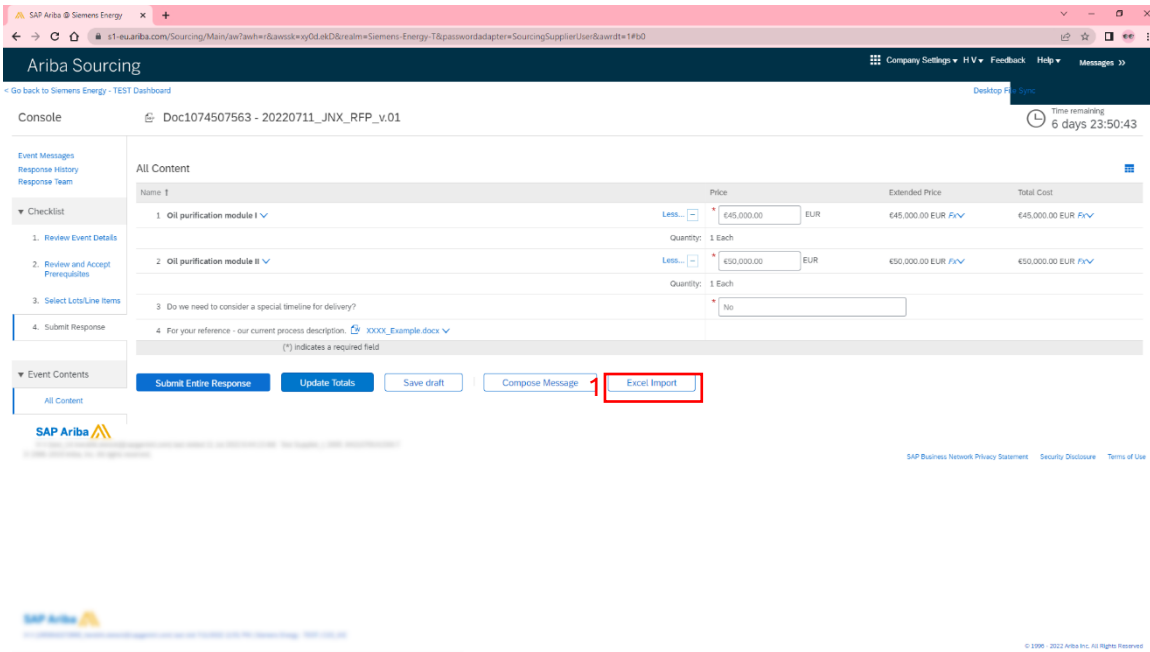 SAP Ariba @ Siemens Energy
s1-eu.ariba.com/Sourcing/Main/aw?awh=r&awssk=xy0d.ekD&realm=Siemens-Energy-T&passwordadapter=SourcingSupplierUser&awrdt=1#b0
Ariba Sourcing
Company Settings H V Feedback Help Messages >>
< Go back to Siemens Energy - TEST Dashboard
Desktop File Sync
Console
Doc1074507563 - 20220711_JNX_RFP_v.01
Time remaining
6 days 23:50:43
Event Messages
Response History
Response Team
All Content
Name ↑ Price Extended Price Total Cost
▼ Checklist
1 Oil purification module I Less... * €45,000.00 EUR €45,000.00 EUR Fx €45,000.00 EUR Fx
1. Review Event Details
Quantity: 1 Each
2. Review and Accept Prerequisites
2 Oil purification module II Less... * €50,000.00 EUR €50,000.00 EUR Fx €50,000.00 EUR Fx
Quantity: 1 Each
3. Select Lots/Line Items
3 Do we need to consider a special timeline for delivery? * No
4. Submit Response
4 For your reference - our current process description. XXXX_Example.docx
(*) indicates a required field
▼ Event Contents
Submit Entire Response Update Totals Save draft Compose Message 1 Excel Import
All Content
SAP Ariba
SAP Business Network Privacy Statement Security Disclosure Terms of Use
SAP Ariba
© 1996 - 2022 Ariba Inc. All Rights Reserved